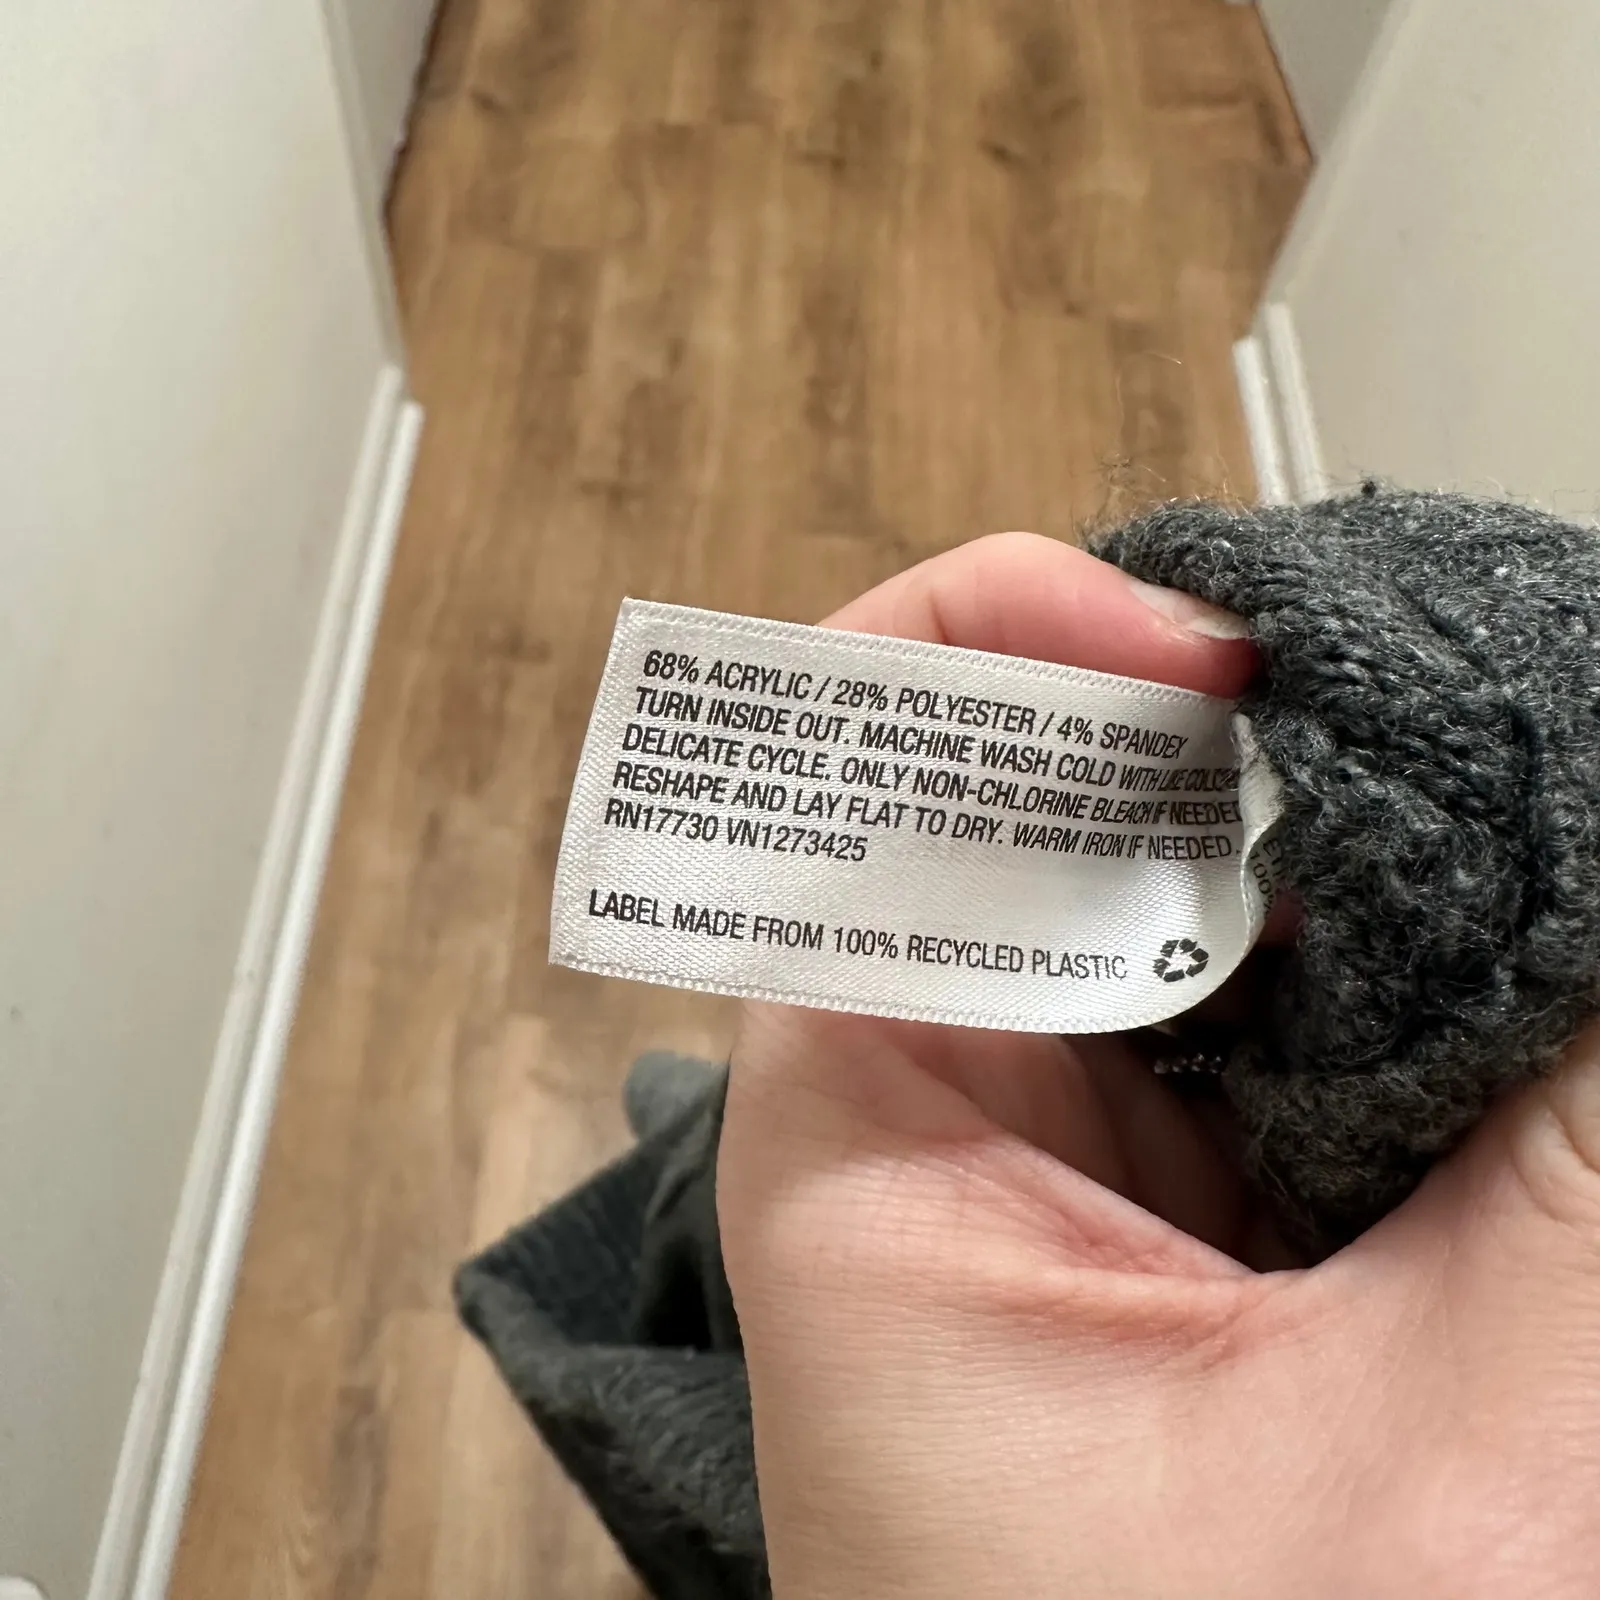 68% ACRYLIC / 28% POLYESTER / 4% SPANDEX
TURN INSIDE OUT. MACHINE WASH COLD WITH LIKE
DELICATE CYCLE. ONLY NON-CHLORINE BLEACH IF NEEDED
RESHAPE AND LAY FLAT TO DRY. WARM IRON IF NEEDED.
RN17730 VN1273425
LABEL MADE FROM 100% RECYCLED PLASTIC